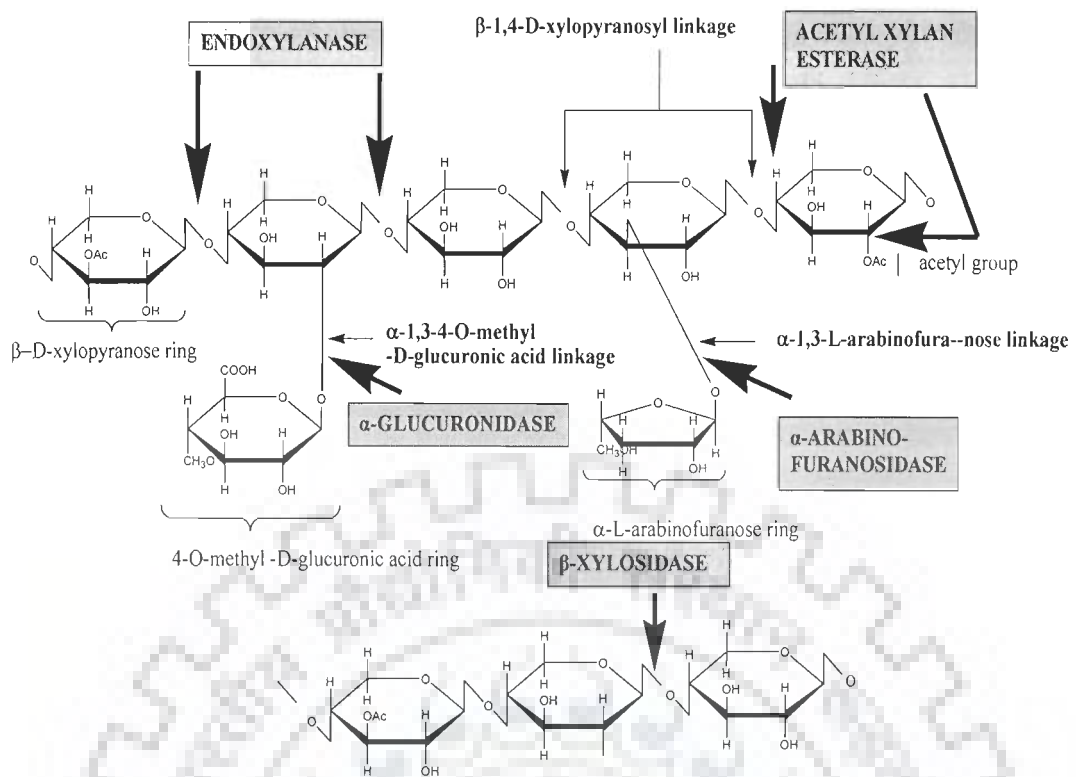 β-1,4-D-xylopyranosyl linkage
ENDOXYLANASE
ACETYL XYLAN
ESTERASE
H
H
OAc
H
H
OH
O
O
H
O
H
H
H
OH
H
H
O
H
O
H
H
H
OH
H
H
OH
O
O
H
H
H
H
H
OH
O
O
H
H
H
OH
H
H
OAc
O
O
acetyl group
β–D-xylopyranose ring
α-1,3-4-O-methyl
-D-glucuronic acid linkage
α-1,3-L-arabinofura--nose linkage
COOH
O
O
H
H
OH
H
CH₃O
H
OH
α-GLUCURONIDASE
O
O
H
H
H
CH₃
OH
H
OH
α-ARABINO-
FURANOSIDASE
4-O-methyl -D-glucuronic acid ring
α-L-arabinofuranose ring
β-XYLOSIDASE
O
H
H
H
OAc
H
H
OH
O
O
H
H
H
OH
H
H
O
O
H
H
H
OH
H
H
OH
O
O